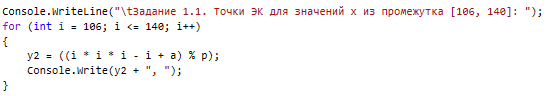 Console.WriteLine("\tЗадание 1.1. Точки ЭК для значений x из промежутка [106, 140]: ");
for (int i = 106; i <= 140; i++)
{
y2 = ((i * i * i - i + a) % p);
Console.Write(y2 + ", ");
}